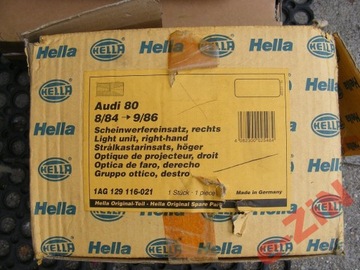 Hella HELLA Hella HELLA Hella HELLA
Audi 80
8/84 → 9/86
Scheinwerfereinsatz, rechts
Light unit, right-hand
Strålkastarinsats, höger
Optique de projecteur, droit
Optica de faro, derecho
Gruppo ottico, destro
1AG 129 116-021
1 Stück - 1 piece
Made in Germany
Hella Original-Teil - Hella Original Spare Part
HELLA Hella HELLA Hella HELLA